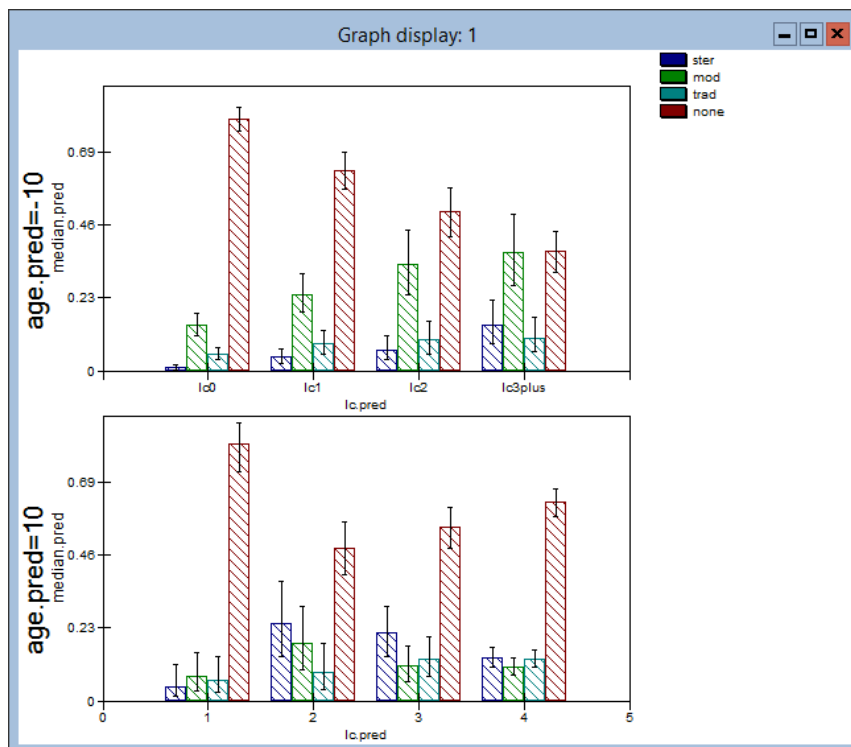 Graph display: 1
ster
mod
trad
none
age.pred=-10
median.pred
0.69
0.46
0.23
0
lc0 lc1 lc2 lc3plus
lc.pred
age.pred=10
median.pred
0.69
0.46
0.23
0
0 1 2 3 4 5
lc.pred